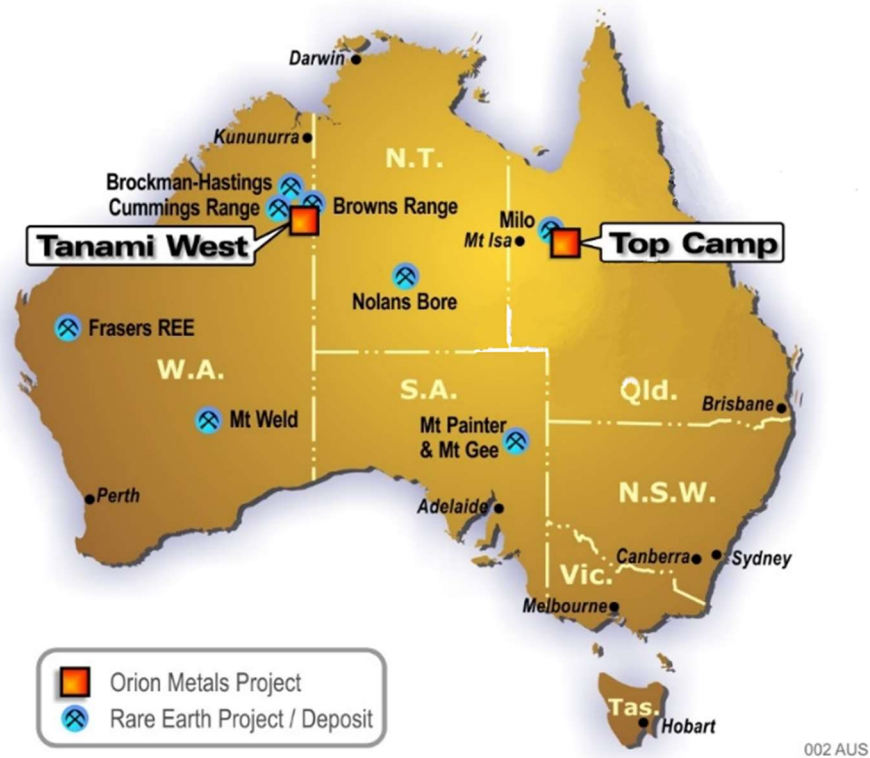 Darwin
Kununurra
N.T.
Brockman-Hastings
Cummings Range
Browns Range
Tanami West
Milo
Mt Isa
Top Camp
Nolans Bore
Frasers REE
W.A.
S.A.
Qld.
Brisbane
Mt Weld
Mt Painter
& Mt Gee
Perth
Adelaide
N.S.W.
Canberra
Sydney
Vic.
Melbourne
Tas.
Hobart
Orion Metals Project
Rare Earth Project / Deposit
002 AUS